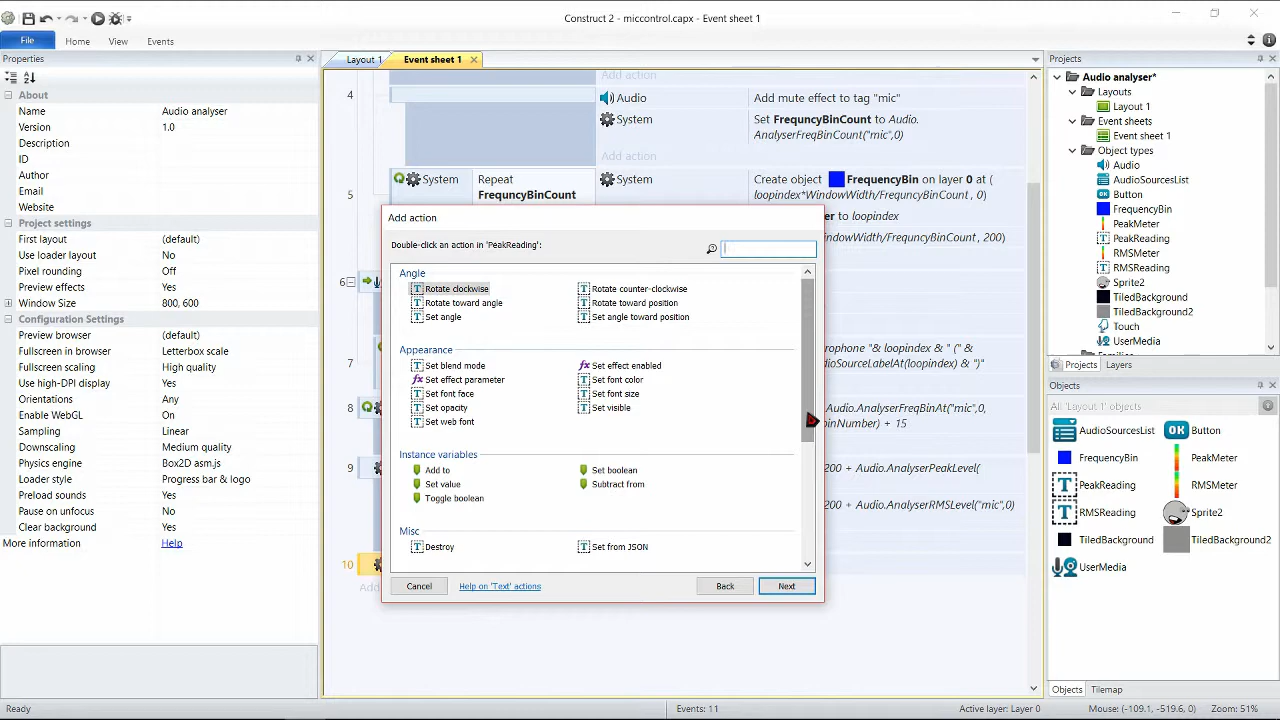 Construct 2 - miccontrol.capx - Event sheet 1
File
Home
View
Events
Properties
About
Name
Audio analyser
Version
1.0
Description
ID
Author
Email
Website
Project settings
First layout
(default)
Use loader layout
No
Pixel rounding
Off
Preview effects
Yes
Window Size
800, 600
Configuration Settings
Preview browser
(default)
Fullscreen in browser
Letterbox scale
Fullscreen scaling
High quality
Use high-DPI display
Yes
Orientations
Any
Enable WebGL
On
Sampling
Linear
Downscaling
Medium quality
Physics engine
Box2D asm.js
Loader style
Progress bar & logo
Preload sounds
Yes
Pause on unfocus
No
Clear background
Yes
More information
Help
Layout 1
Event sheet 1
Add action
4
Audio
Add mute effect to tag "mic"
System
Set FrequncyBinCount to Audio.
AnalyserFreqBinCount("mic",0)
Add action
5
System
Repeat
FrequncyBinCount
System
Create object FrequencyBin on layer 0 at (
loopindex*WindowWidth/FrequncyBinCount, 0)
er to loopindex
ndowWidth/FrequncyBinCount, 200)
6
7
ophone "& loopindex & " (" &
dioSourceLabelAt(loopindex) & ")"
8
Audio.AnalyserFreqBinAt("mic",0,
binNumber) + 15
9
200 + Audio.AnalyserPeakLevel(
200 + Audio.AnalyserRMSLevel("mic",0)
10
Add
Add action
Double-click an action in 'PeakReading':
Angle
Rotate clockwise
Rotate counter-clockwise
Rotate toward angle
Rotate toward position
Set angle
Set angle toward position
Appearance
Set blend mode
Set effect enabled
Set effect parameter
Set font color
Set font face
Set font size
Set opacity
Set visible
Set web font
Instance variables
Add to
Set boolean
Set value
Subtract from
Toggle boolean
Misc
Destroy
Set from JSON
Cancel
Help on 'Text' actions
Back
Next
Projects
Audio analyser*
Layouts
Layout 1
Event sheets
Event sheet 1
Object types
Audio
AudioSourcesList
Button
FrequencyBin
PeakMeter
PeakReading
RMSMeter
RMSReading
Sprite2
TiledBackground
TiledBackground2
Touch
UserMedia
Projects
Layers
Objects
All 'Layout 1' objects
AudioSourcesList
Button
FrequencyBin
PeakMeter
PeakReading
RMSMeter
RMSReading
Sprite2
TiledBackground
TiledBackground2
UserMedia
Objects
Tilemap
Ready
Events: 11
Active layer: Layer 0
Mouse: (-109.1, -519.6, 0)
Zoom: 51%